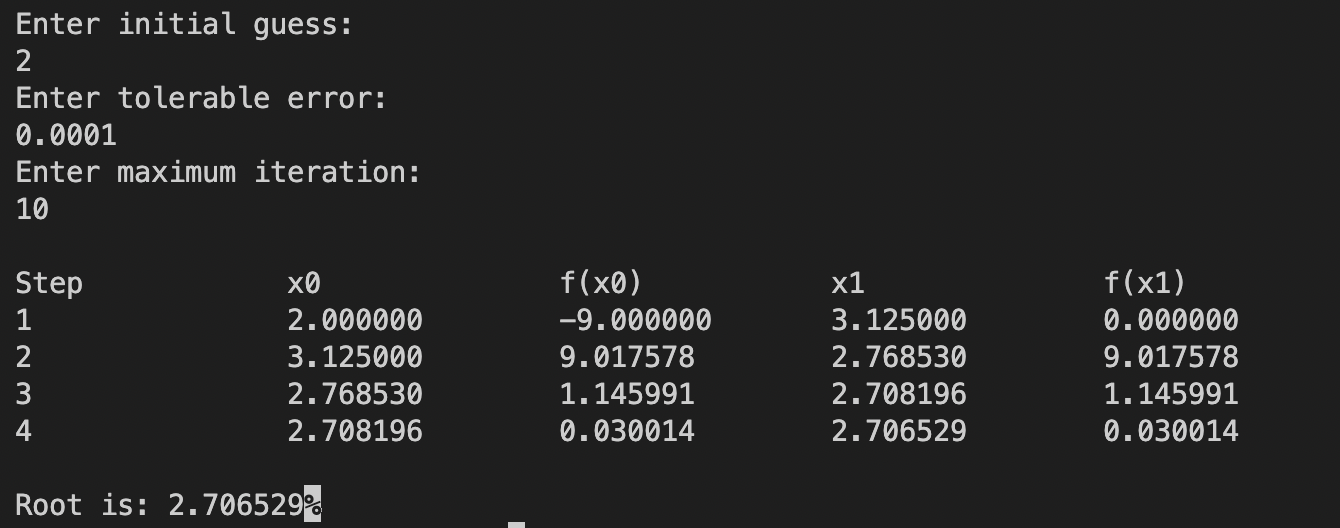 Enter initial guess:
2
Enter tolerable error:
0.0001
Enter maximum iteration:
10
Step x0 f(x0) x1 f(x1)
1 2.000000 -9.000000 3.125000 0.000000
2 3.125000 9.017578 2.768530 9.017578
3 2.768530 1.145991 2.708196 1.145991
4 2.708196 0.030014 2.706529 0.030014
Root is: 2.706529%